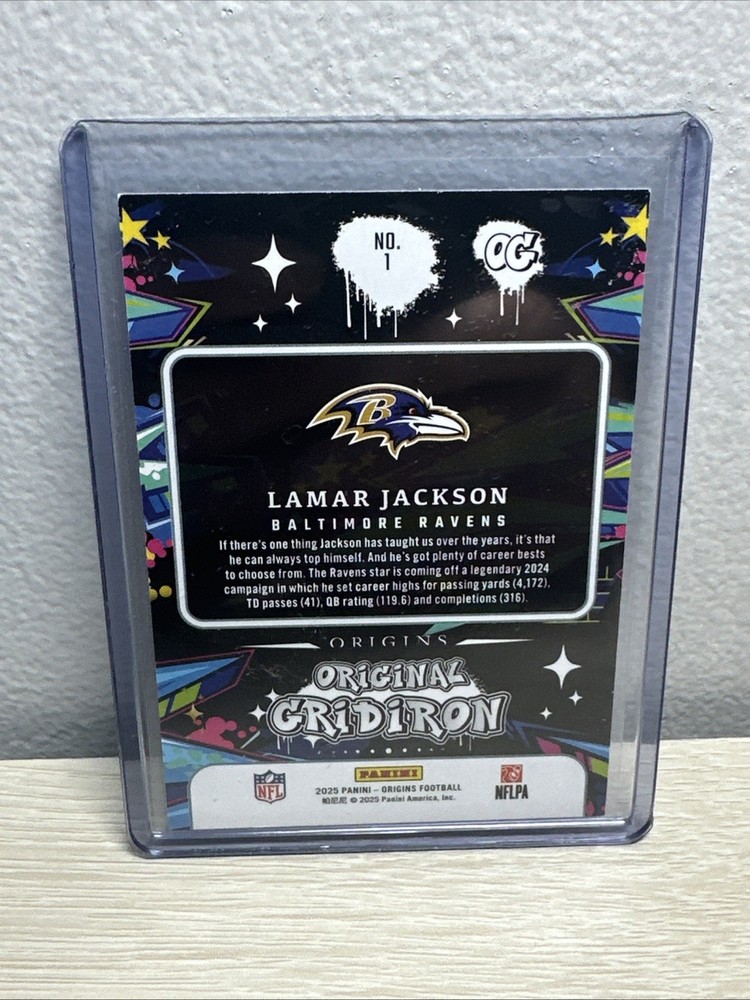 NO.
1
OG
B
LAMAR JACKSON
BALTIMORE RAVENS
If there's one thing Jackson has taught us over the years, it's that
he can always top himself. And he's got plenty of career bests
to choose from. The Ravens star is coming off a legendary 2024
campaign in which he set career highs for passing yards (4,172),
TD passes (41), QB rating (119.6) and completions (316).
ORIGINS
ORIGINAL
GRIDIRON
NFL
PANINI
2025 PANINI – ORIGINS FOOTBALL
帕尼尼 © 2025 Panini America, Inc.
NFLPA